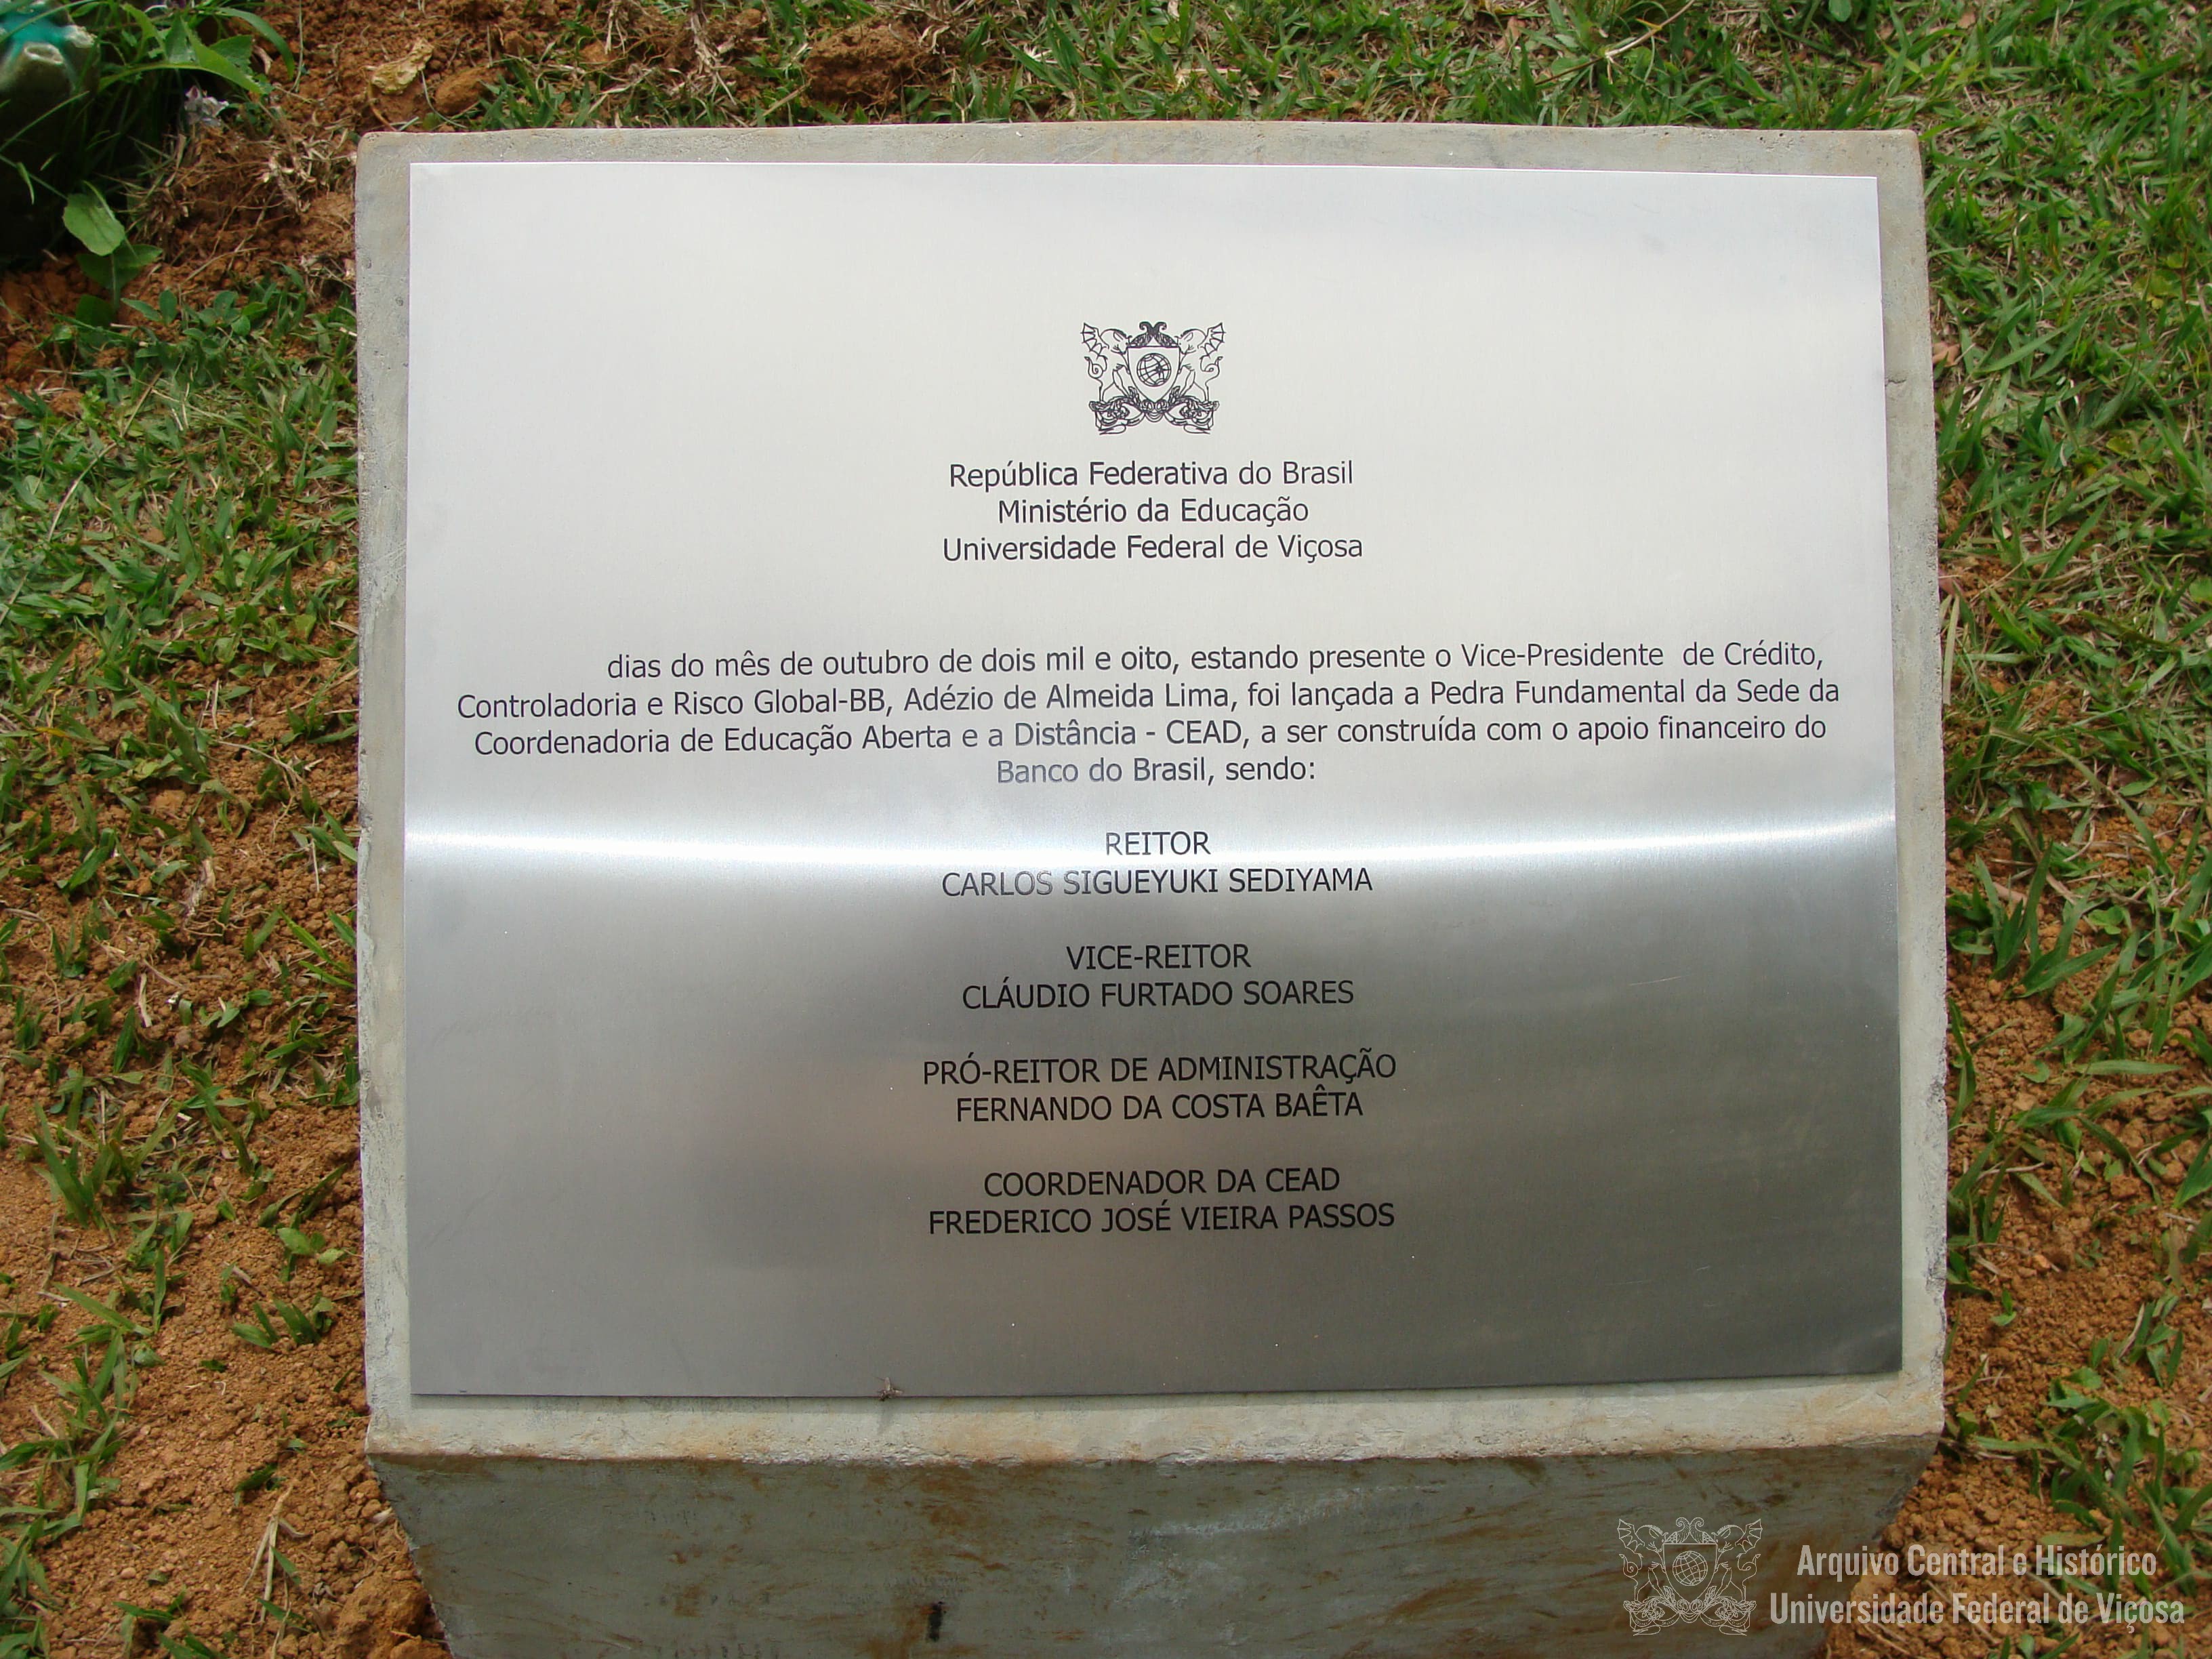 República Federativa do Brasil
Ministério da Educação
Universidade Federal de Viçosa
dias do mês de outubro de dois mil e oito, estando presente o Vice-Presidente de Crédito,
Controladoria e Risco Global-BB, Adézio de Almeida Lima, foi lançada a Pedra Fundamental da Sede da
Coordenadoria de Educação Aberta e a Distância - CEAD, a ser construída com o apoio financeiro do
Banco do Brasil, sendo:
REITOR
CARLOS SIGUEYUKI SEDIYAMA
VICE-REITOR
CLÁUDIO FURTADO SOARES
PRÓ-REITOR DE ADMINISTRAÇÃO
FERNANDO DA COSTA BAÊTA
COORDENADOR DA CEAD
FREDERICO JOSÉ VIEIRA PASSOS
Arquivo Central e Histórico
Universidade Federal de Viçosa